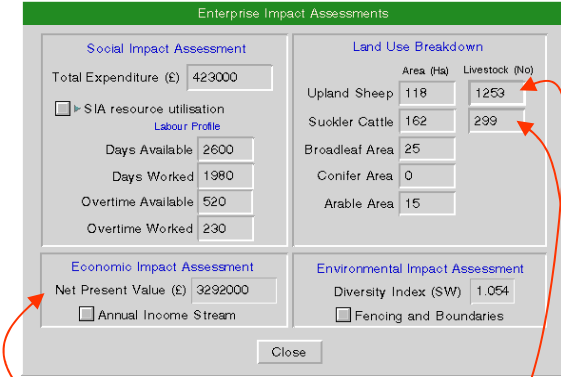 Enterprise Impact Assessments
Social Impact Assessment
Total Expenditure (£) 423000
SIA resource utilisation
Labour Profile
Days Available 2600
Days Worked 1980
Overtime Available 520
Overtime Worked 230
Land Use Breakdown
Area (Ha) Livestock (No)
Upland Sheep 118 1253
Suckler Cattle 162 299
Broadleaf Area 25
Conifer Area 0
Arable Area 15
Economic Impact Assessment
Net Present Value (£) 3292000
Annual Income Stream
Environmental Impact Assessment
Diversity Index (SW) 1.054
Fencing and Boundaries
Close